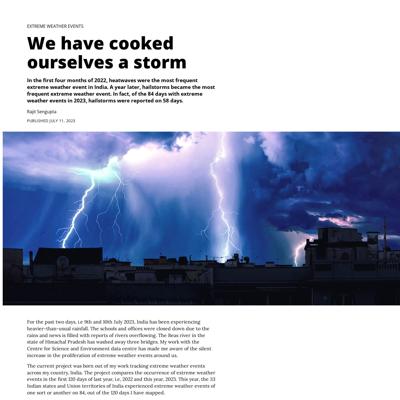 EXTREME WEATHER EVENTS
We have cooked
ourselves a storm
In the first four months of 2022, heatwaves were the most frequent
extreme weather event in India. A year later, hailstorms became the most
frequent extreme weather event. In fact, of the 84 days with extreme
weather events in 2023, hailstorms were reported on 58 days.
Rajit Sengupta
PUBLISHED JULY 11, 2023
For the past two days, i.e 9th and 10th July 2023, India has been experiencing
heavier-than-usual rainfall. The schools and offices were closed down due to the
rains and news is filled with reports of rivers overflowing. The Beas river in the
state of Himachal Pradesh has washed away three bridges. My work with the
Centre for Science and Environment data centre has made me aware of the silent
increase in the proliferation of extreme weather events around us.
The current project was born out of my work tracking extreme weather events
across my country, India. The project compares the occurrence of extreme weather
events in the first 120 days of last year, i.e, 2022 and this year, 2023. This year, the 33
Indian states and Union territories of India experienced extreme weather events of
one sort or another on 84, out of the 120 days I have mapped.